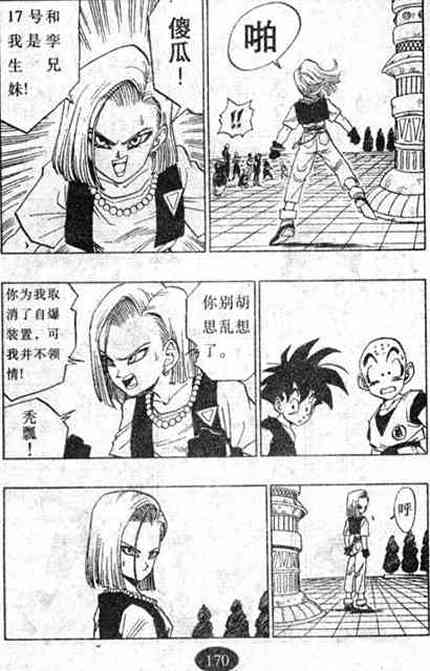 啪
!!
傻瓜！
17号和
我是孪
生兄
妹！
你别胡
思乱想
了。
你为我取
消了自爆
装置，可
我并不领
情！
秃瓢！
呼
170